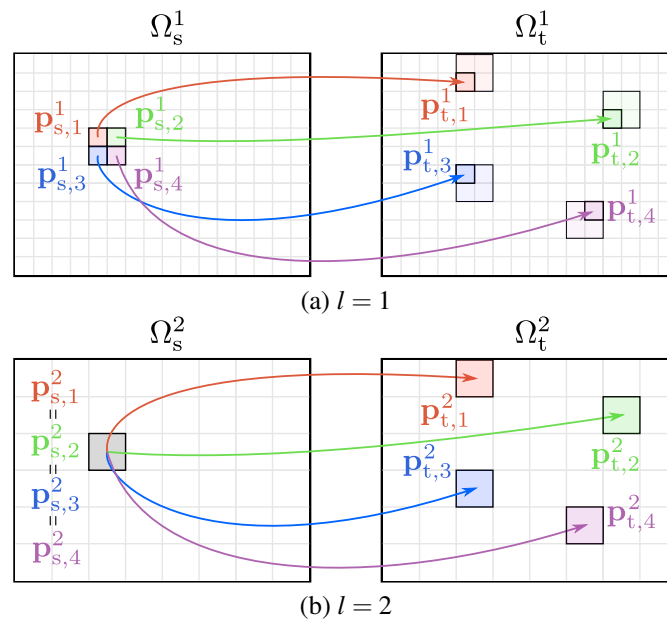 Ω_s^1 Ω_t^1
p_{s,1}^1 p_{s,2}^1 p_{t,1}^1
p_{t,2}^1
p_{s,3}^1 p_{s,4}^1 p_{t,3}^1
p_{t,4}^1
(a) l = 1
Ω_s^2 Ω_t^2
p_{s,1}^2
=
p_{t,1}^2
p_{s,2}^2
=
p_{t,3}^2 p_{t,2}^2
p_{s,3}^2
=
p_{t,4}^2
p_{s,4}^2
(b) l = 2